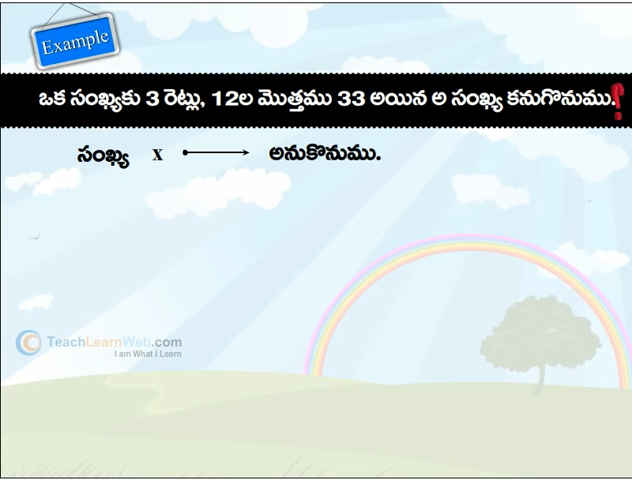 Example
ఒక సంఖ్యకు 3 రెట్లు, 12ల మొత్తము 33 అయిన అ సంఖ్య కనుగొనుము.?
సంఖ్య x అనుకొనుము.
TeachLearnWeb.com
I am What I Learn